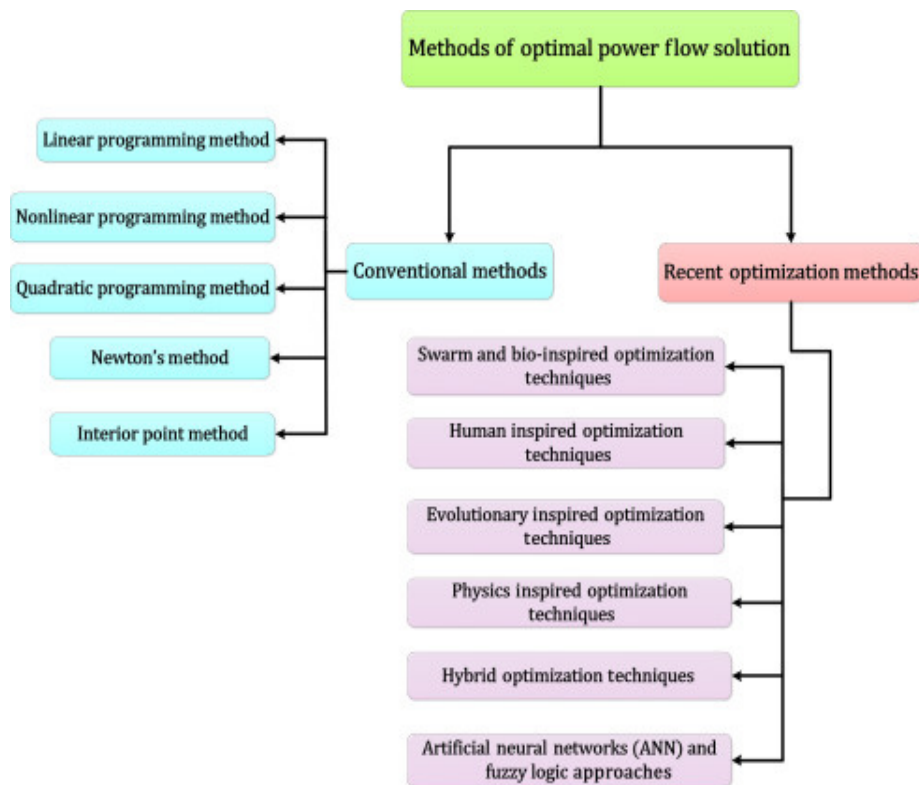 Methods of optimal power flow solution
Linear programming method
Nonlinear programming method
Quadratic programming method
Newton's method
Interior point method
Conventional methods
Recent optimization methods
Swarm and bio-inspired optimization
techniques
Human inspired optimization
techniques
Evolutionary inspired optimization
techniques
Physics inspired optimization
techniques
Hybrid optimization techniques
Artificial neural networks (ANN) and
fuzzy logic approaches